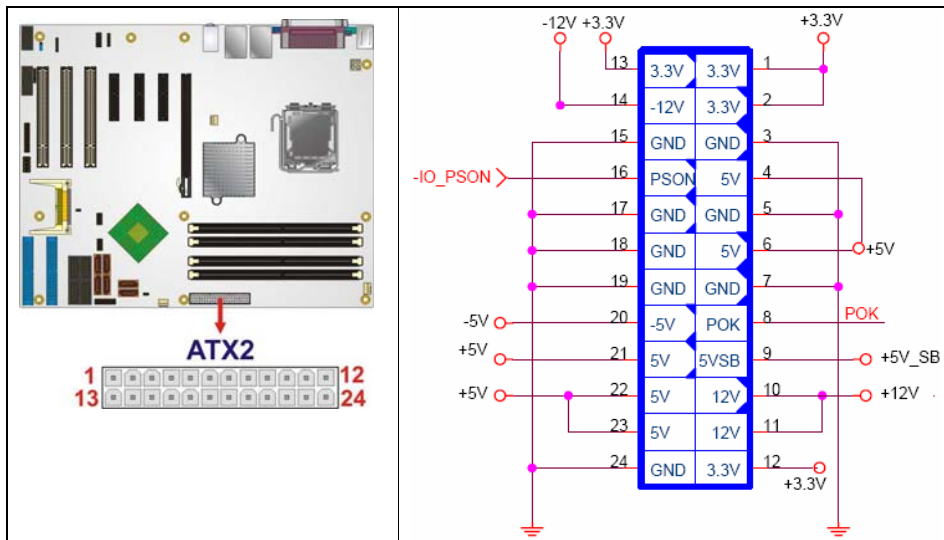 ATX2
1 12
13 24
-12V +3.3V +3.3V
13 3.3V 3.3V 1
14 -12V 3.3V 2
15 GND GND 3
-IO_PSON 16 PSON 5V 4
17 GND GND 5
18 GND 5V 6 +5V
19 GND GND 7
-5V 20 -5V POK 8 POK
+5V 21 5V 5VSB 9 +5V_SB
+5V 22 5V 12V 10 +12V
23 5V 12V 11
24 GND 3.3V 12
+3.3V